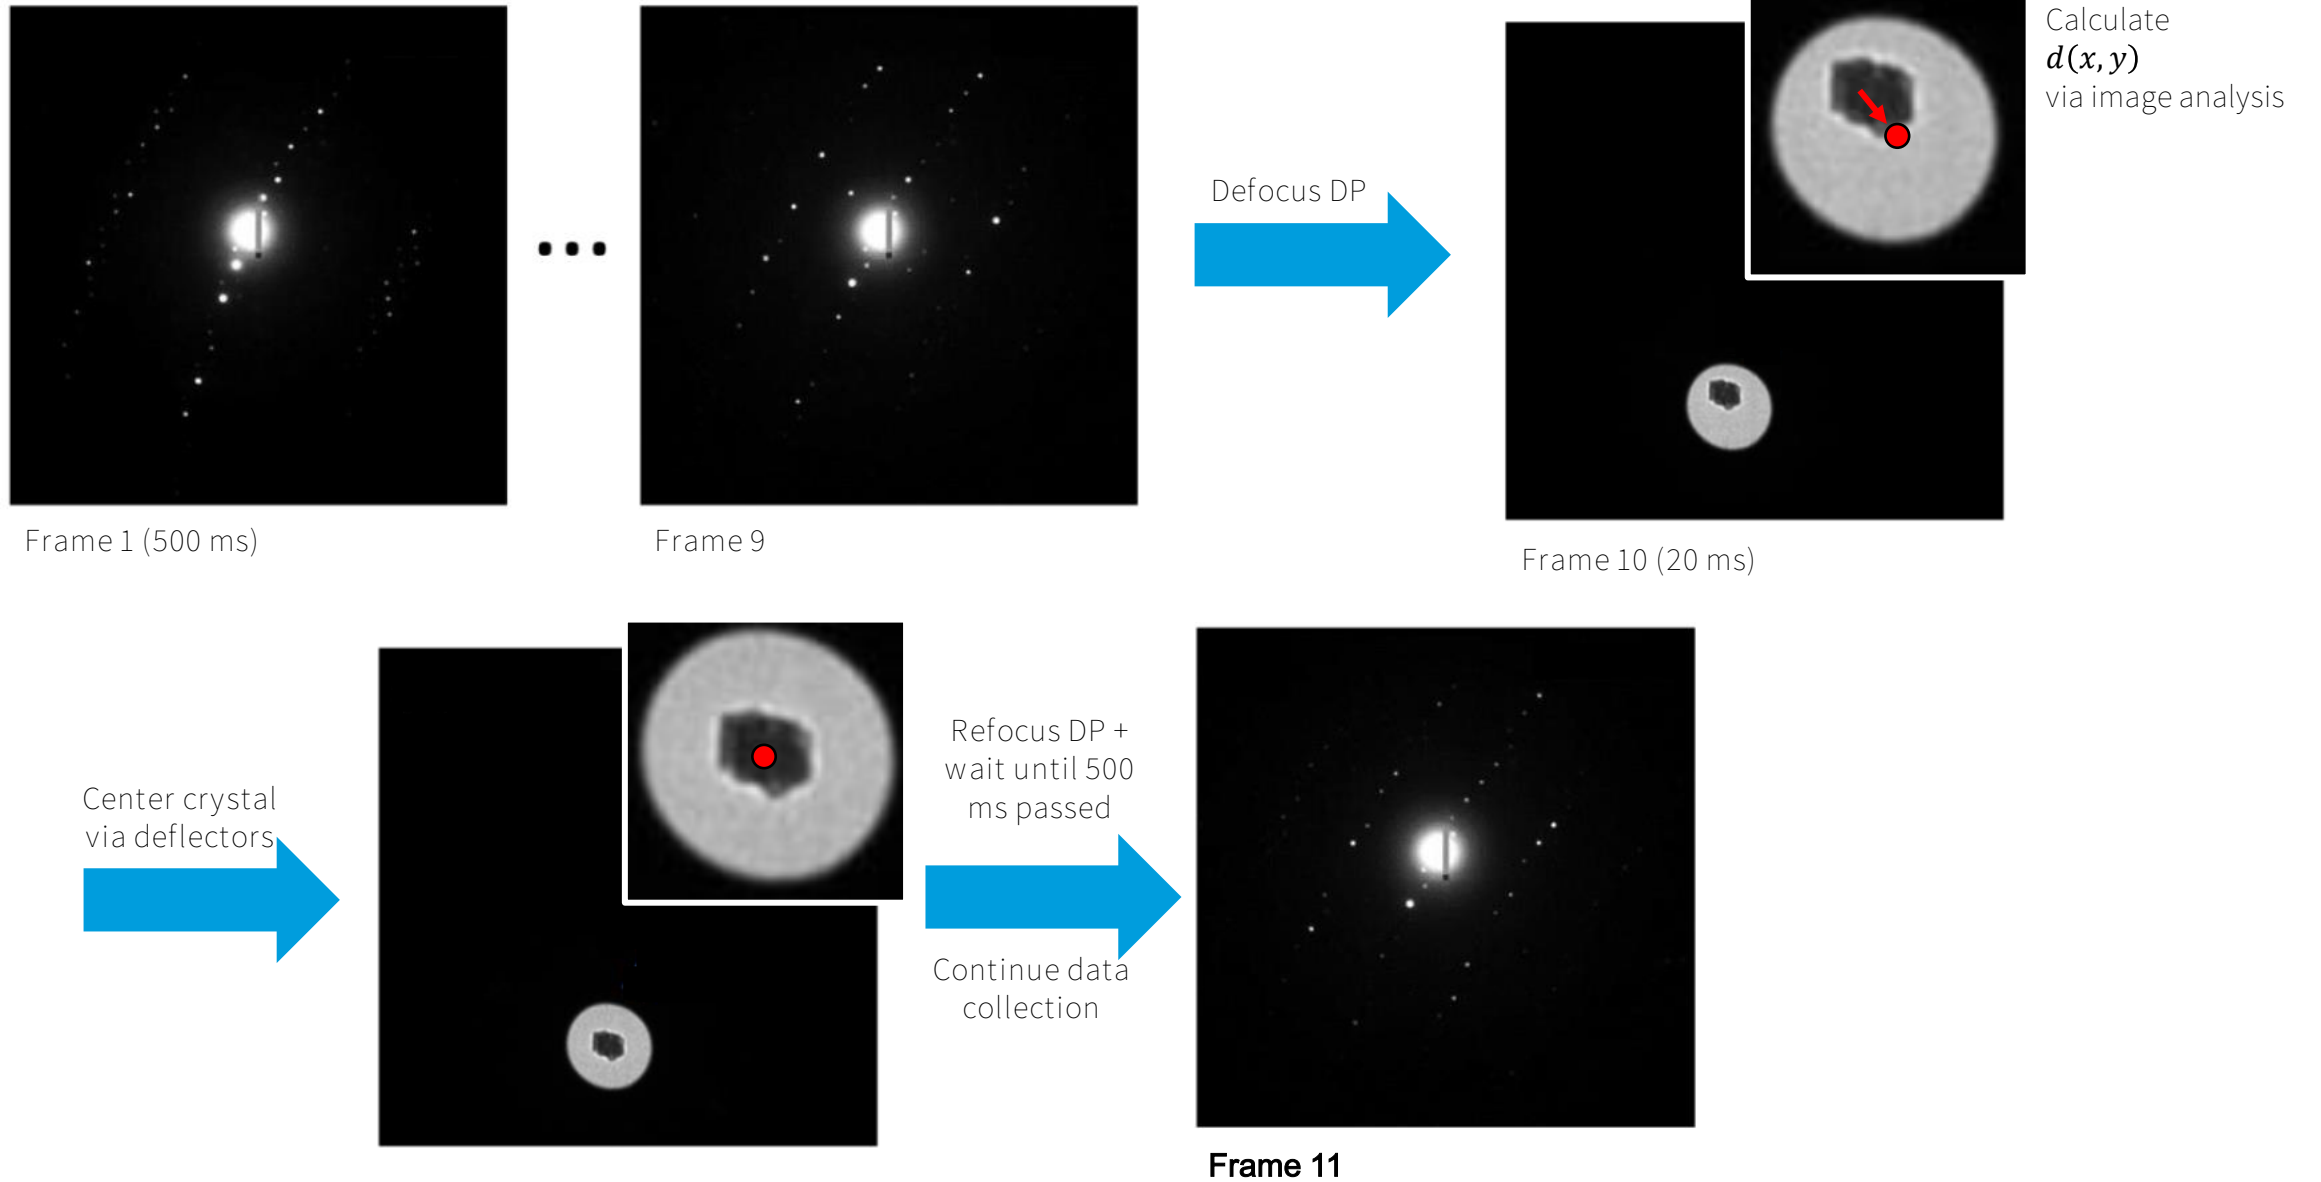 Calculate
d(x, y)
via image analysis
Defocus DP
Frame 1 (500 ms)
Frame 9
Frame 10 (20 ms)
Center crystal
via deflectors
Refocus DP +
wait until 500
ms passed
Continue data
collection
Frame 11